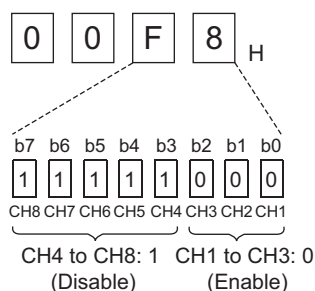 0 0 F 8 H
b7 b6 b5 b4 b3 b2 b1 b0
1 1 1 1 1 0 0 0
CH8 CH7 CH6 CH5 CH4 CH3 CH2 CH1
CH4 to CH8: 1 CH1 to CH3: 0
(Disable) (Enable)